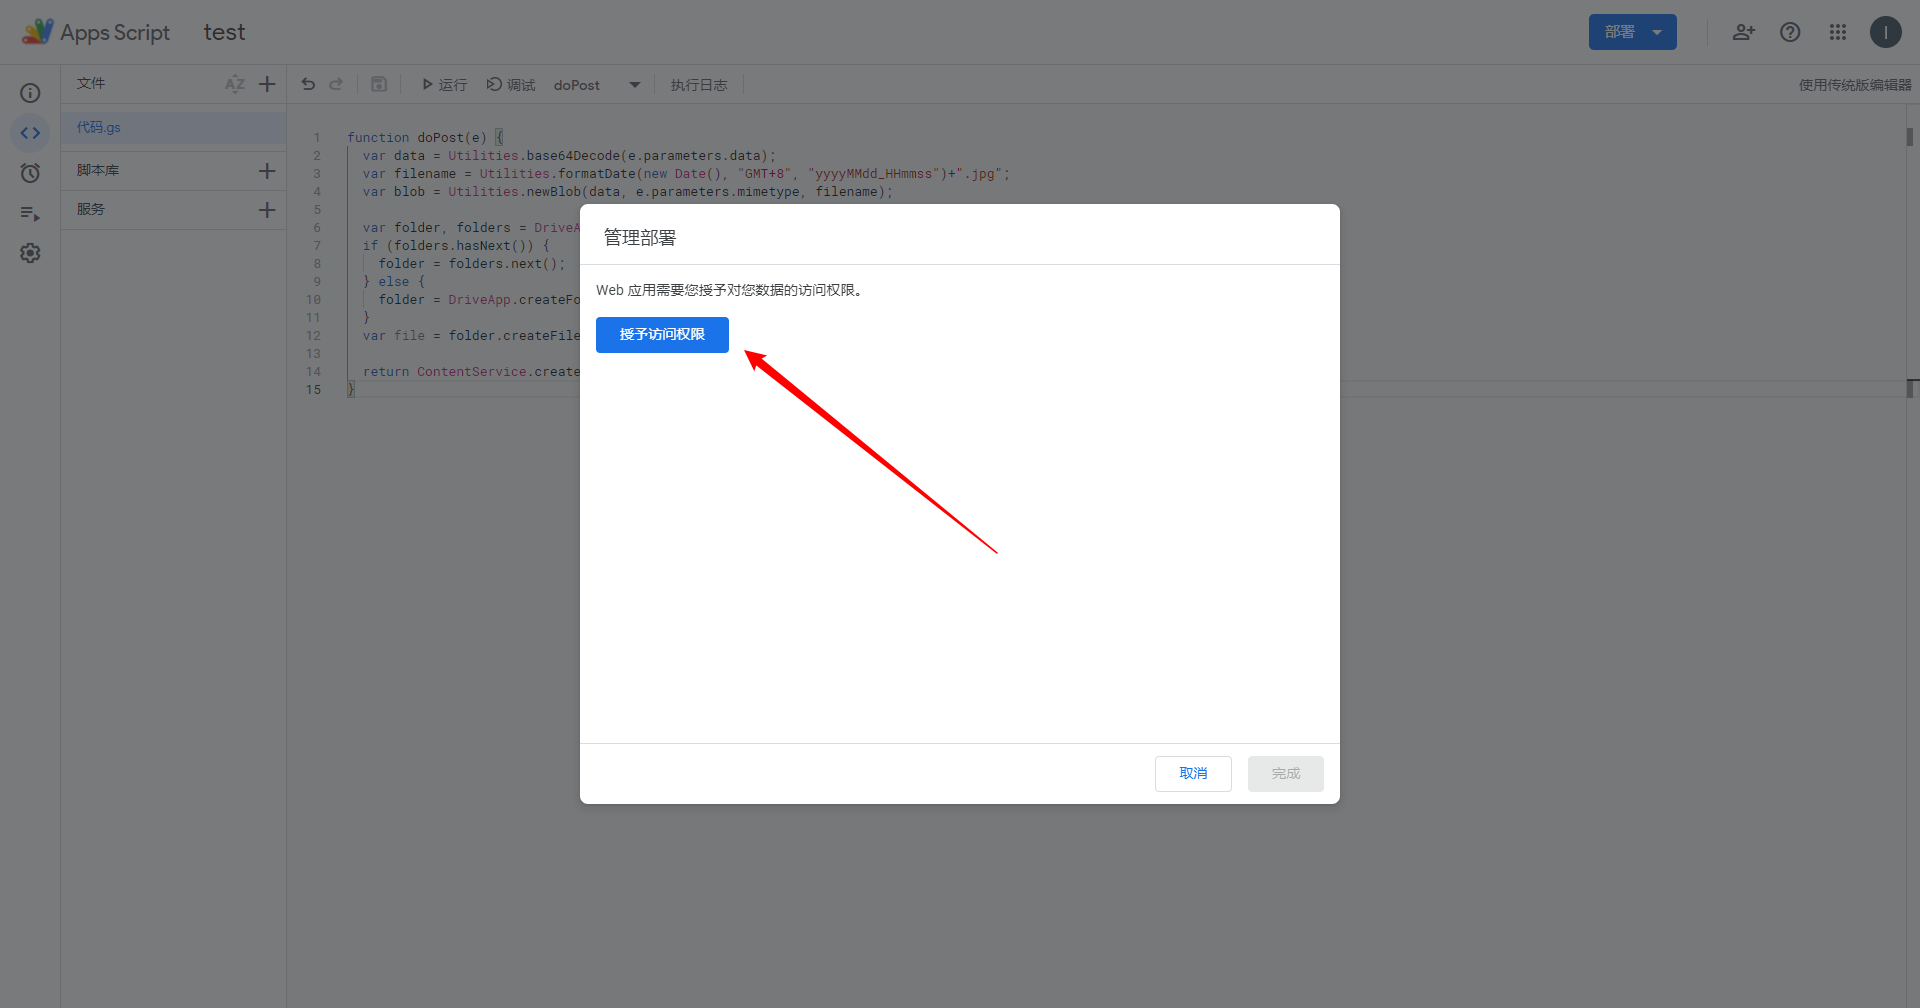 Apps Script test 部署 I
文件 AZ
运行 调试 doPost 执行日志 使用传统版编辑器
代码.gs
脚本库
服务
1 function doPost(e) {
2 var data = Utilities.base64Decode(e.parameters.data);
3 var filename = Utilities.formatDate(new Date(), "GMT+8", "yyyyMMdd_HHmmss")+".jpg";
4 var blob = Utilities.newBlob(data, e.parameters.mimetype, filename);
5
6 var folder, folders = DriveA
7 if (folders.hasNext()) {
8 folder = folders.next();
9 } else {
10 folder = DriveApp.createFo
11 }
12 var file = folder.createFile
13
14 return ContentService.create
15 }
管理部署
Web 应用需要您授予对您数据的访问权限。
授予访问权限
取消 完成